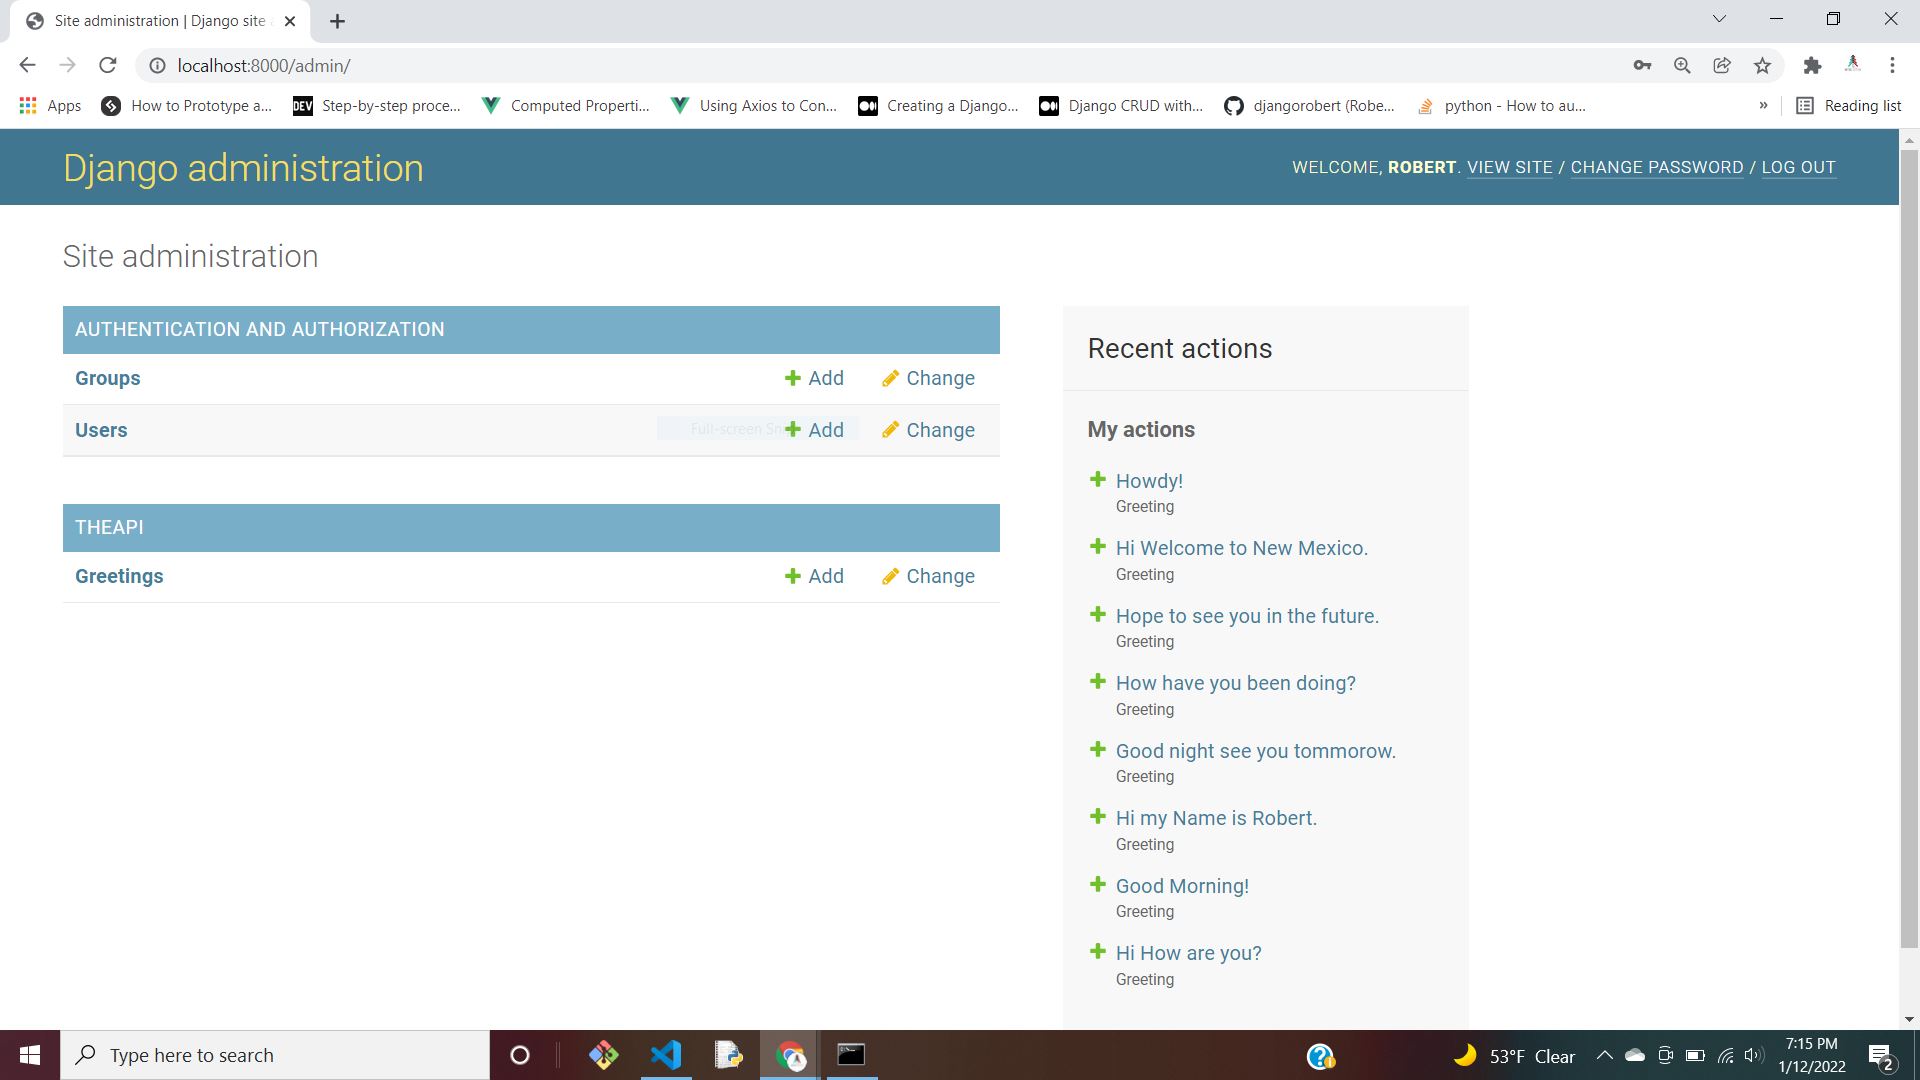 Site administration | Django site
localhost:8000/admin/
Apps
How to Prototype a...
DEV
Step-by-step proce...
Computed Properti...
Using Axios to Con...
Creating a Django...
Django CRUD with...
djangorobert (Robe...
python - How to au...
»
Reading list
Django administration
WELCOME, ROBERT. VIEW SITE / CHANGE PASSWORD / LOG OUT
Site administration
AUTHENTICATION AND AUTHORIZATION
Groups Add Change
Users Full-screen Add Change
THEAPI
Greetings Add Change
Recent actions
My actions
Howdy!
Greeting
Hi Welcome to New Mexico.
Greeting
Hope to see you in the future.
Greeting
How have you been doing?
Greeting
Good night see you tommorow.
Greeting
Hi my Name is Robert.
Greeting
Good Morning!
Greeting
Hi How are you?
Greeting
Type here to search
53°F Clear
7:15 PM
1/12/2022
2